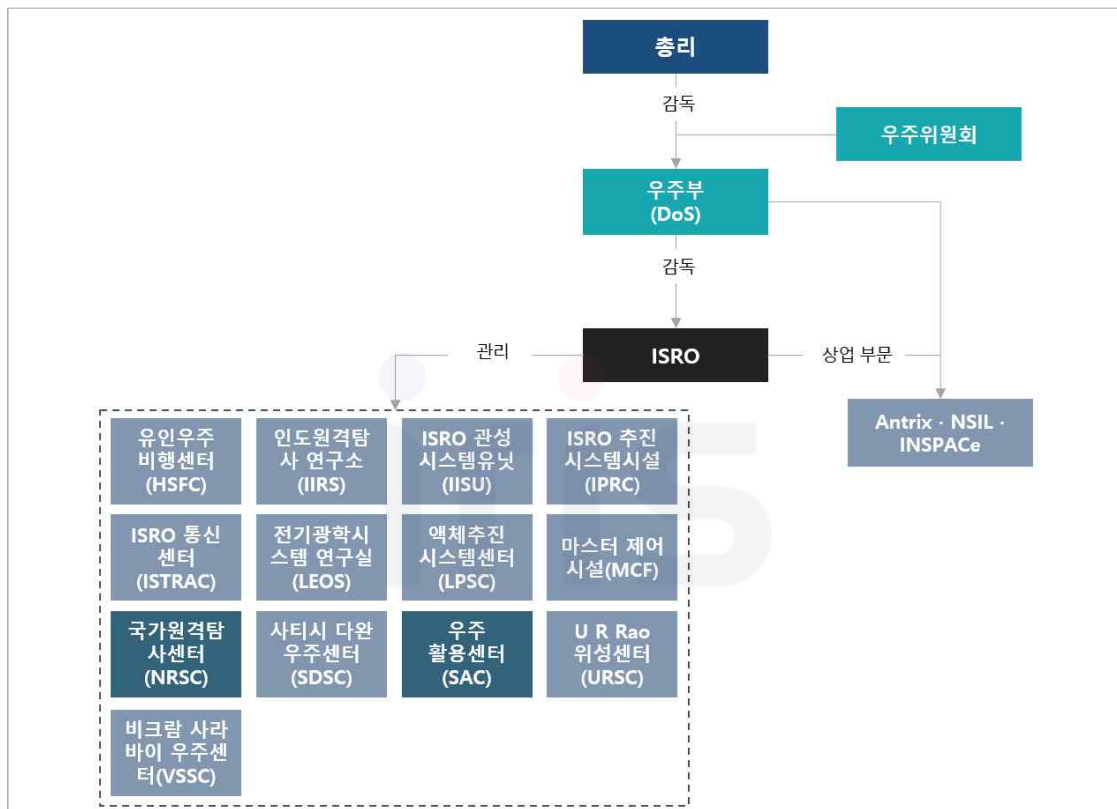 총리
감독
우주위원회
우주부
(DoS)
감독
ISRO
관리
상업 부문
Antrix · NSIL ·
INSPACe
유인우주
비행센터
(HSFC)
인도원격탐
사 연구소
(IIRS)
ISRO 관성
시스템유닛
(IISU)
ISRO 추진
시스템시설
(IPRC)
ISRO 통신
센터
(ISTRAC)
전기광학시
스템 연구실
(LEOS)
액체추진
시스템센터
(LPSC)
마스터 제어
시설(MCF)
국가원격탐
사센터
(NRSC)
사티시 다완
우주센터
(SDSC)
우주
활용센터
(SAC)
U R Rao
위성센터
(URSC)
비크람 사라
바이 우주센
터(VSSC)
iris